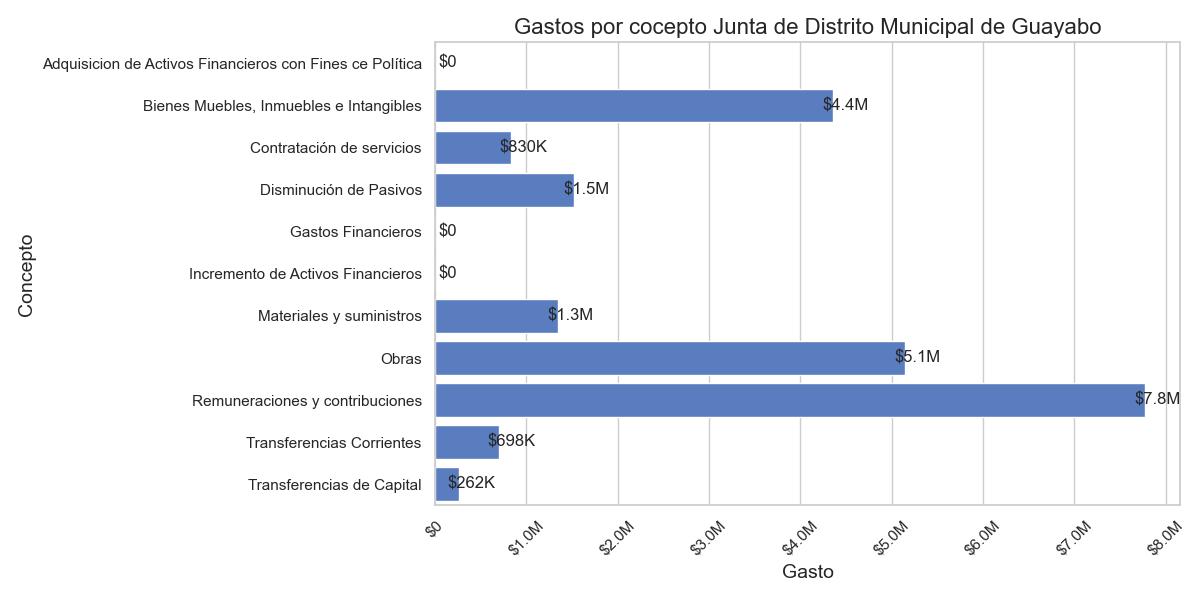 Gastos por cocepto Junta de Distrito Municipal de Guayabo
Concepto
Adquisicion de Activos Financieros con Fines ce Política $0
Bienes Muebles, Inmuebles e Intangibles $4.4M
Contratación de servicios $830K
Disminución de Pasivos $1.5M
Gastos Financieros $0
Incremento de Activos Financieros $0
Materiales y suministros $1.3M
Obras $5.1M
Remuneraciones y contribuciones $7.8M
Transferencias Corrientes $698K
Transferencias de Capital $262K
$0 $1.0M $2.0M $3.0M $4.0M $5.0M $6.0M $7.0M $8.0M
Gasto